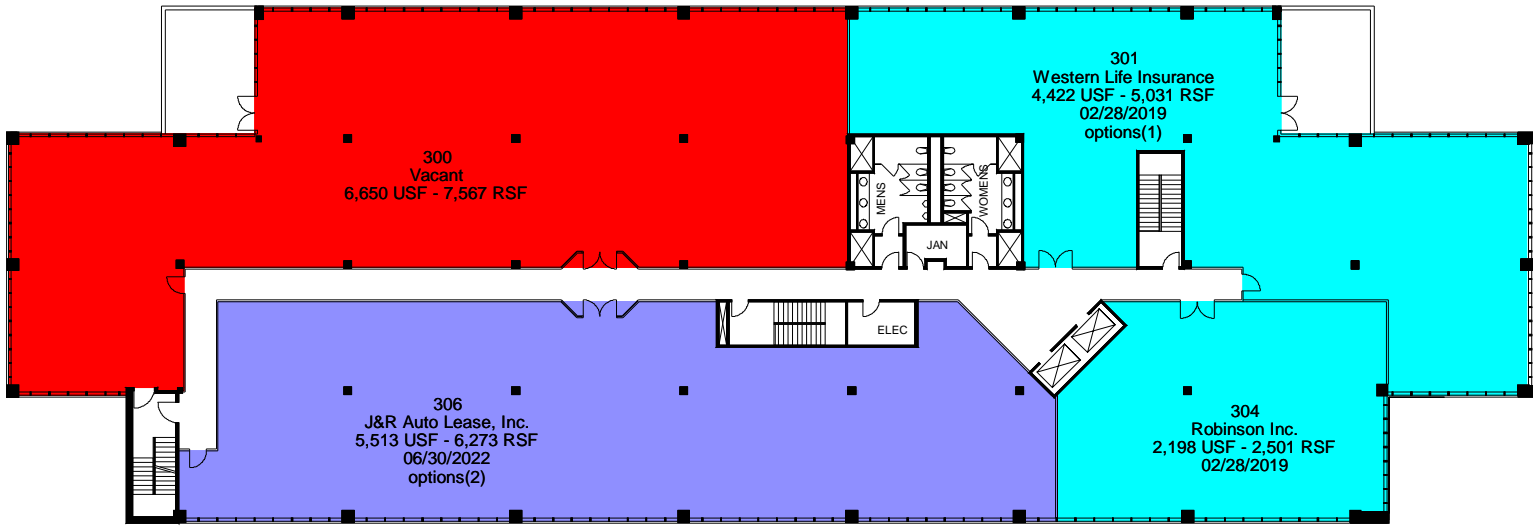 301
Western Life Insurance
4,422 USF - 5,031 RSF
02/28/2019
options(1)
300
Vacant
6,650 USF - 7,567 RSF
MENS
WOMENS
JAN
ELEC
306
J&R Auto Lease, Inc.
5,513 USF - 6,273 RSF
06/30/2022
options(2)
304
Robinson Inc.
2,198 USF - 2,501 RSF
02/28/2019